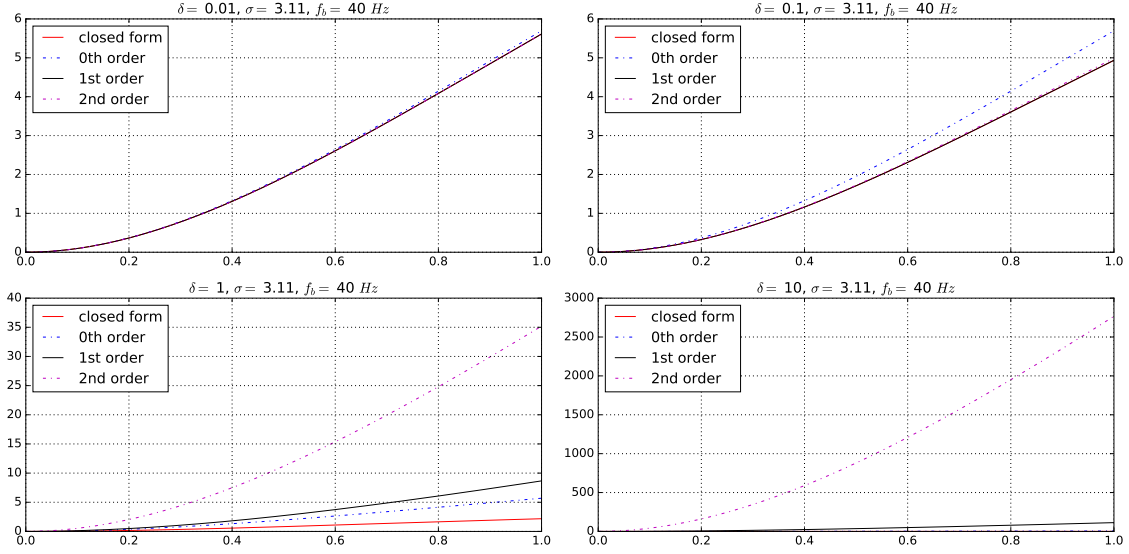 δ = 0.01, σ = 3.11, f_b = 40 Hz
6
5
4
3
2
1
0
closed form
0th order
1st order
2nd order
0.0 0.2 0.4 0.6 0.8 1.0
δ = 0.1, σ = 3.11, f_b = 40 Hz
6
5
4
3
2
1
0
closed form
0th order
1st order
2nd order
0.0 0.2 0.4 0.6 0.8 1.0
δ = 1, σ = 3.11, f_b = 40 Hz
40
35
30
25
20
15
10
5
0
closed form
0th order
1st order
2nd order
0.0 0.2 0.4 0.6 0.8 1.0
δ = 10, σ = 3.11, f_b = 40 Hz
3000
2500
2000
1500
1000
500
0
closed form
0th order
1st order
2nd order
0.0 0.2 0.4 0.6 0.8 1.0